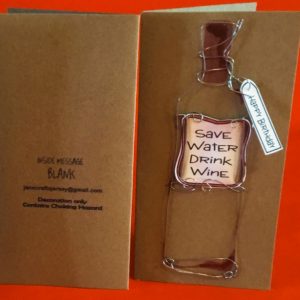 INSIDE MESSAGE
BLANK
Decoration only
Contains Choking Hazard
SAVE
WATER
DRINK
WINE
Happy Birthday